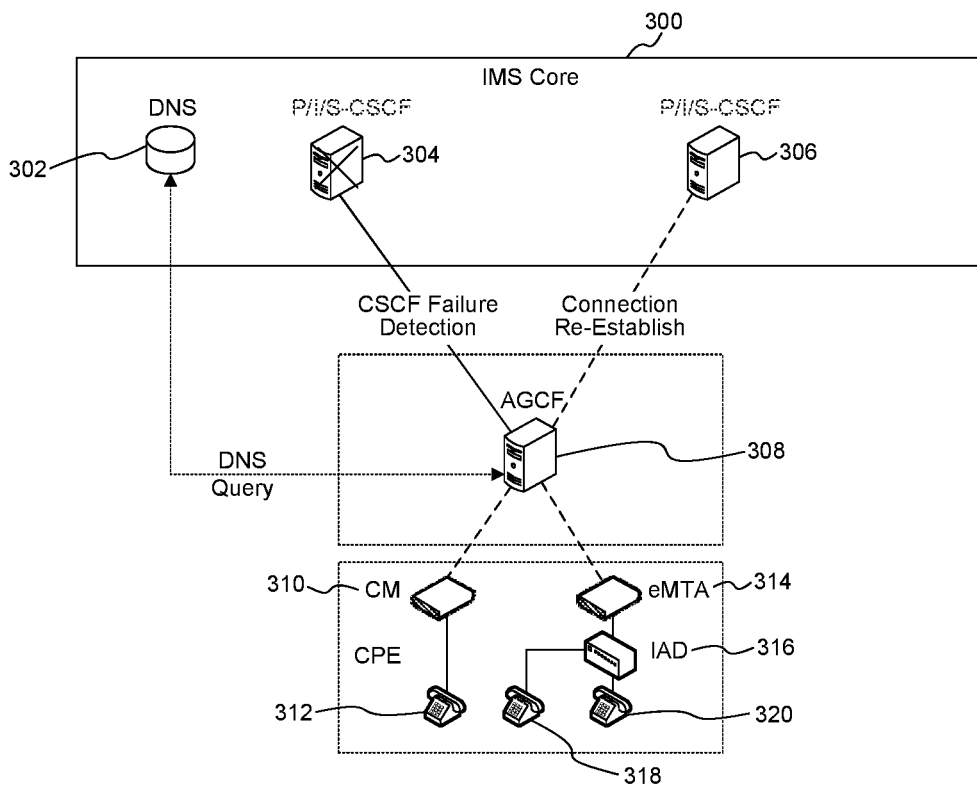 300
IMS Core
DNS
P/I/S-CSCF
P/I/S-CSCF
302
304
306
CSCF Failure
Detection
Connection
Re-Establish
AGCF
308
DNS
Query
310
CM
eMTA
314
CPE
IAD
316
312
320
318